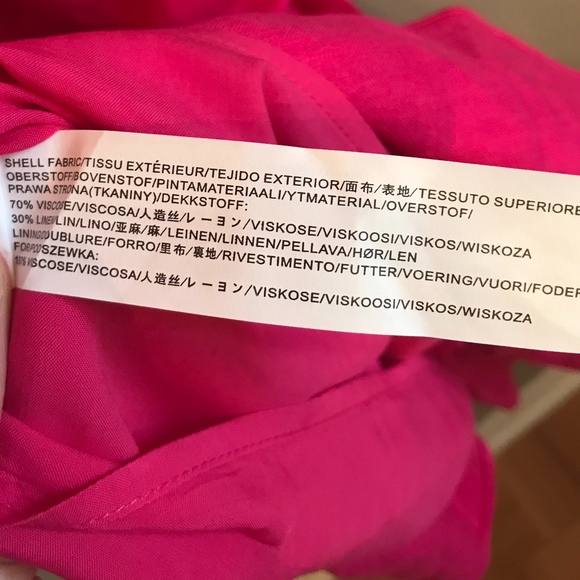 SHELL FABRIC/TISSU EXTÉRIEUR/TEJIDO EXTERIOR/面布/表地/TESSUTO SUPERIORE
OBERSTOFF/BOVENSTOF/PINTAMATERIAALI/YTMATERIAL/OVERSTOF/
PRAWA STRONA(TKANINY)/DEKKSTOFF:
70% VISCOSE/VISCOSA/人造丝/レーヨン/VISKOSE/VISKOOSI/VISKOS/WISKOZA
30% LINEN/LIN/LINO/亚麻/麻/LEINEN/LINNEN/PELLAVA/HØR/LEN
LINING/DOUBLURE/FORRO/里布/裏地/RIVESTIMENTO/FUTTER/VOERING/VUORI/FODER
FOER/PODSZEWKA:
100% VISCOSE/VISCOSA/人造丝/レーヨン/VISKOSE/VISKOOSI/VISKOS/WISKOZA